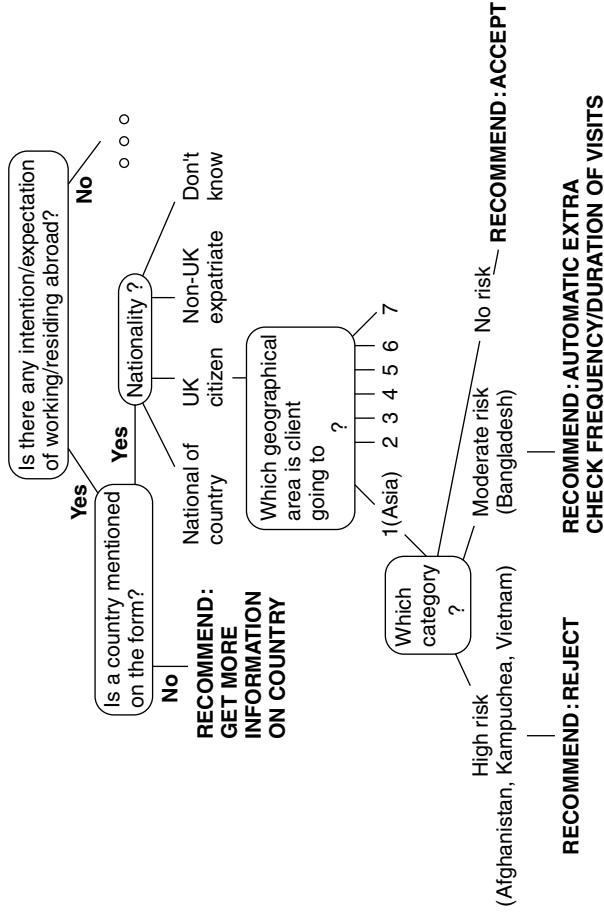 Is there any intention/expectation
of working/residing abroad?
Yes
No
Is a country mentioned
on the form?
Yes
Nationality ?
No
RECOMMEND:
GET MORE
INFORMATION
ON COUNTRY
National of
country
UK
citizen
Non-UK
expatriate
Don't
know
Which geographical
area is client
going to
?
1(Asia)
2
3
4
5
6
7
Which
category
?
High risk
(Afghanistan, Kampuchea, Vietnam)
Moderate risk
(Bangladesh)
No risk
RECOMMEND:ACCEPT
RECOMMEND:REJECT
RECOMMEND:AUTOMATIC EXTRA
CHECK FREQUENCY/DURATION OF VISITS